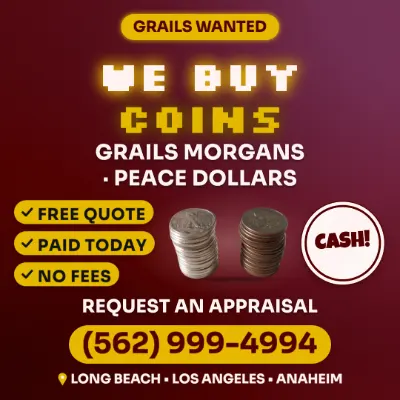 GRAILS WANTED
WE BUY
COINS
GRAILS MORGANS
· PEACE DOLLARS
FREE QUOTE
PAID TODAY
NO FEES
CASH!
REQUEST AN APPRAISAL
(562) 999-4994
LONG BEACH • LOS ANGELES • ANAHEIM